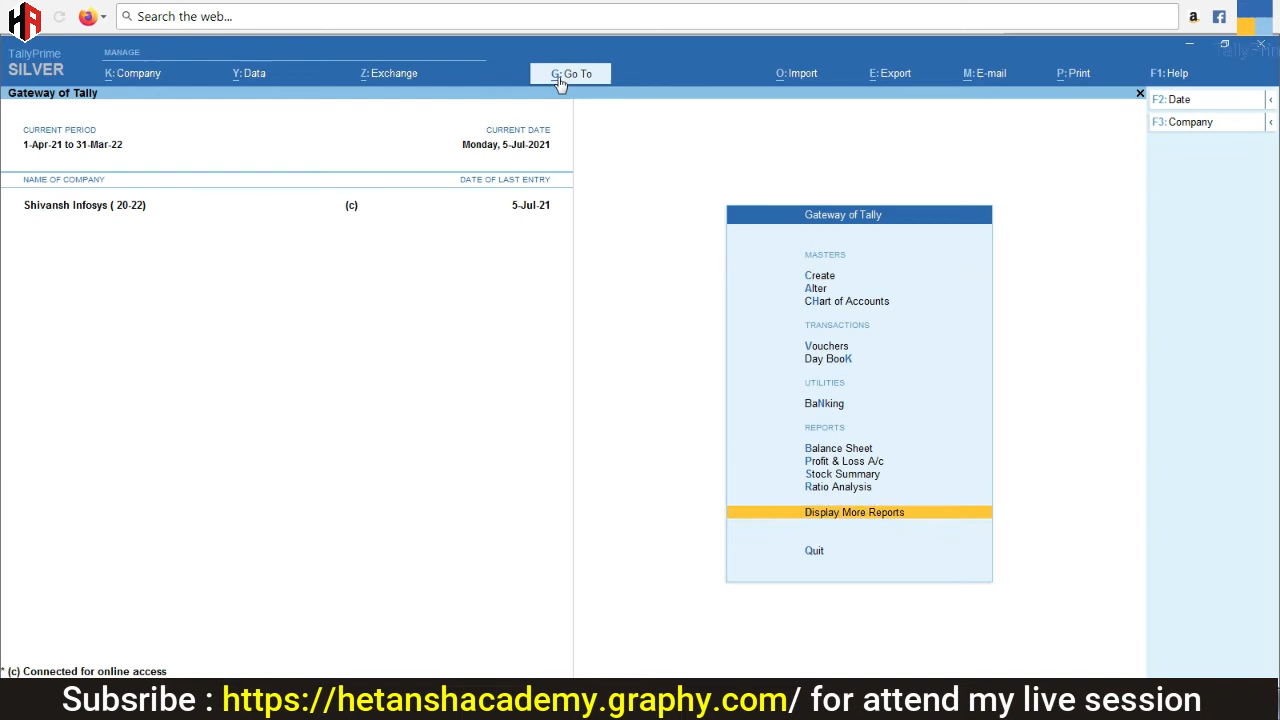 HA
Search the web...
TallyPrime
SILVER
MANAGE
K: Company
Y: Data
Z: Exchange
G: Go To
O: Import
E: Export
M: E-mail
P: Print
F1: Help
Gateway of Tally
F2: Date
F3: Company
CURRENT PERIOD
CURRENT DATE
1-Apr-21 to 31-Mar-22
Monday, 5-Jul-2021
NAME OF COMPANY
DATE OF LAST ENTRY
Shivansh Infosys ( 20-22)
(c)
5-Jul-21
Gateway of Tally
MASTERS
Create
Alter
CHart of Accounts
TRANSACTIONS
Vouchers
Day BooK
UTILITIES
BaNking
REPORTS
Balance Sheet
Profit & Loss A/c
Stock Summary
Ratio Analysis
Display More Reports
Quit
* (c) Connected for online access
Subsribe : https://hetanshacademy.graphy.com/ for attend my live session